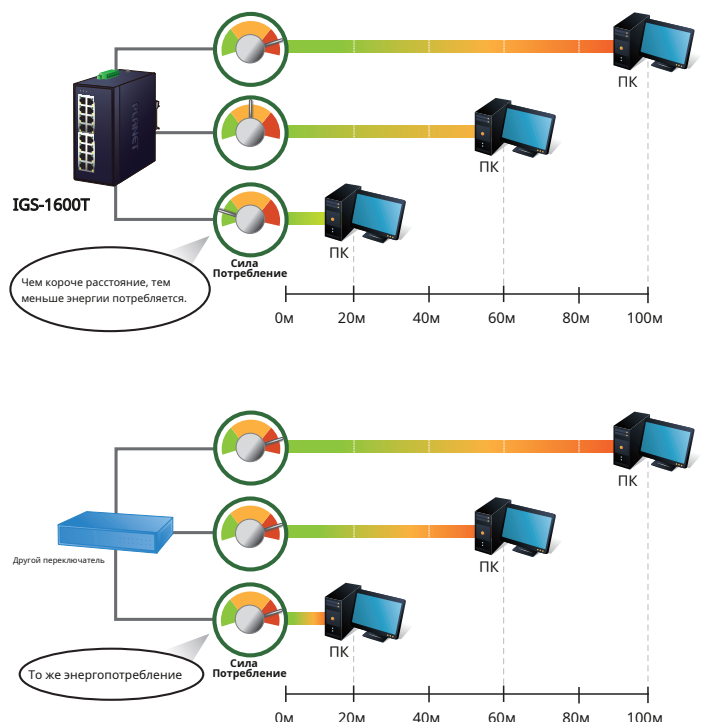 ПК
PLANET
ПК
IGS-1600T
ПК
Сила
Потребление
Чем короче расстояние, тем
меньше энергии потребляется.
0м 20м 40м 60м 80м 100м
ПК
ПК
Другой переключатель
ПК
Сила
Потребление
То же энергопотребление
0м 20м 40м 60м 80м 100м